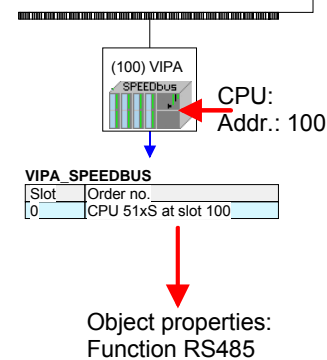 (100) VIPA
SPEEDbus
CPU:
Addr.: 100
VIPA_SPEEDBUS
Slot Order no.
0 CPU 51xS at slot 100
Object properties:
Function RS485